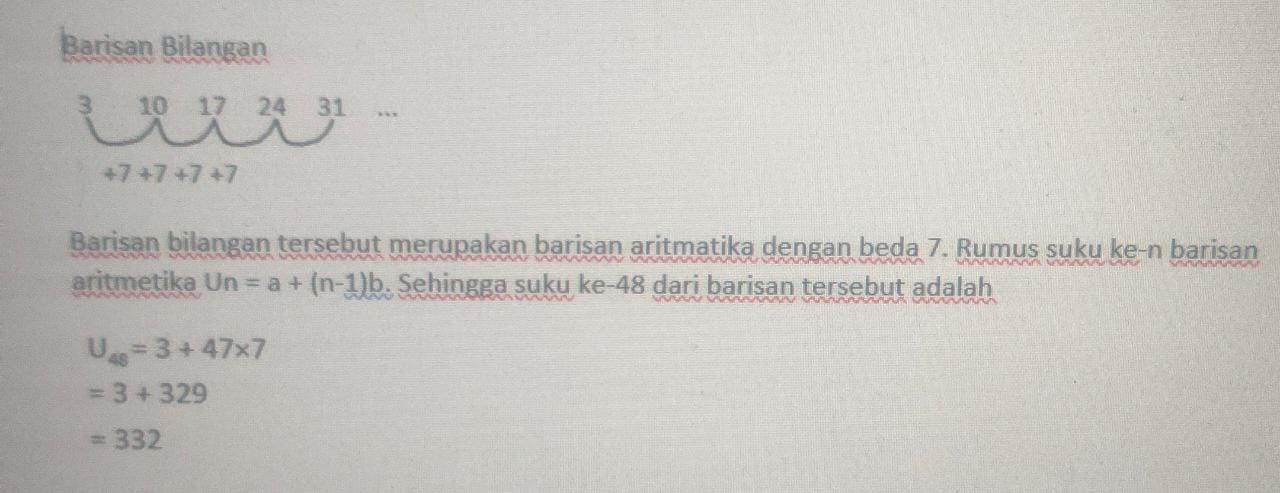 Barisan Bilangan
3 10 17 24 31 ...
+7 +7 +7 +7
Barisan bilangan tersebut merupakan barisan aritmatika dengan beda 7. Rumus suku ke-n barisan
aritmetika Un = a + (n-1)b. Sehingga suku ke-48 dari barisan tersebut adalah
U₄₈ = 3 + 47×7
= 3 + 329
= 332